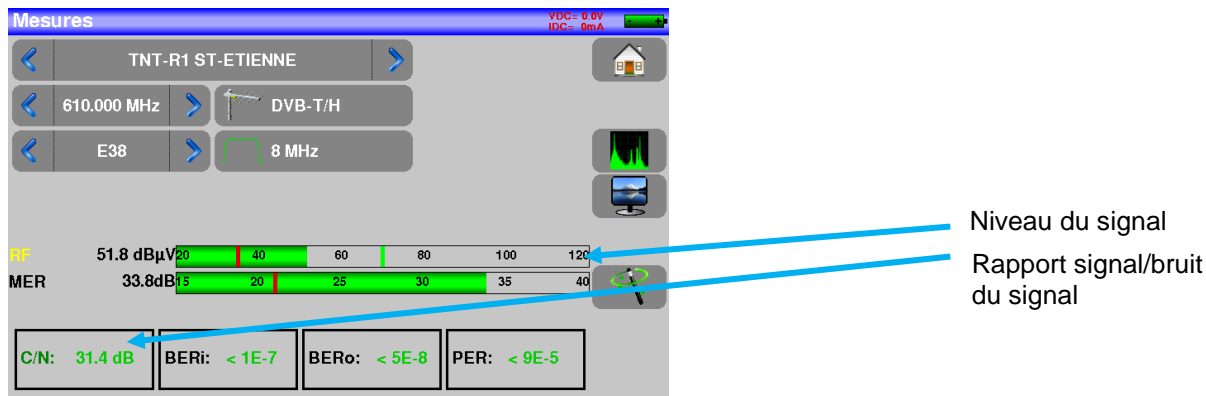 Mesures
VDC= 0.0V
IDC= 0mA
- +
TNT-R1 ST-ETIENNE
610.000 MHz
DVB-T/H
E38
8 MHz
RF 51.8 dBµV 20 40 60 80 100 120
MER 33.8dB 15 20 25 30 35 40
C/N: 31.4 dB
BERi: < 1E-7
BERo: < 5E-8
PER: < 9E-5
Niveau du signal
Rapport signal/bruit
du signal